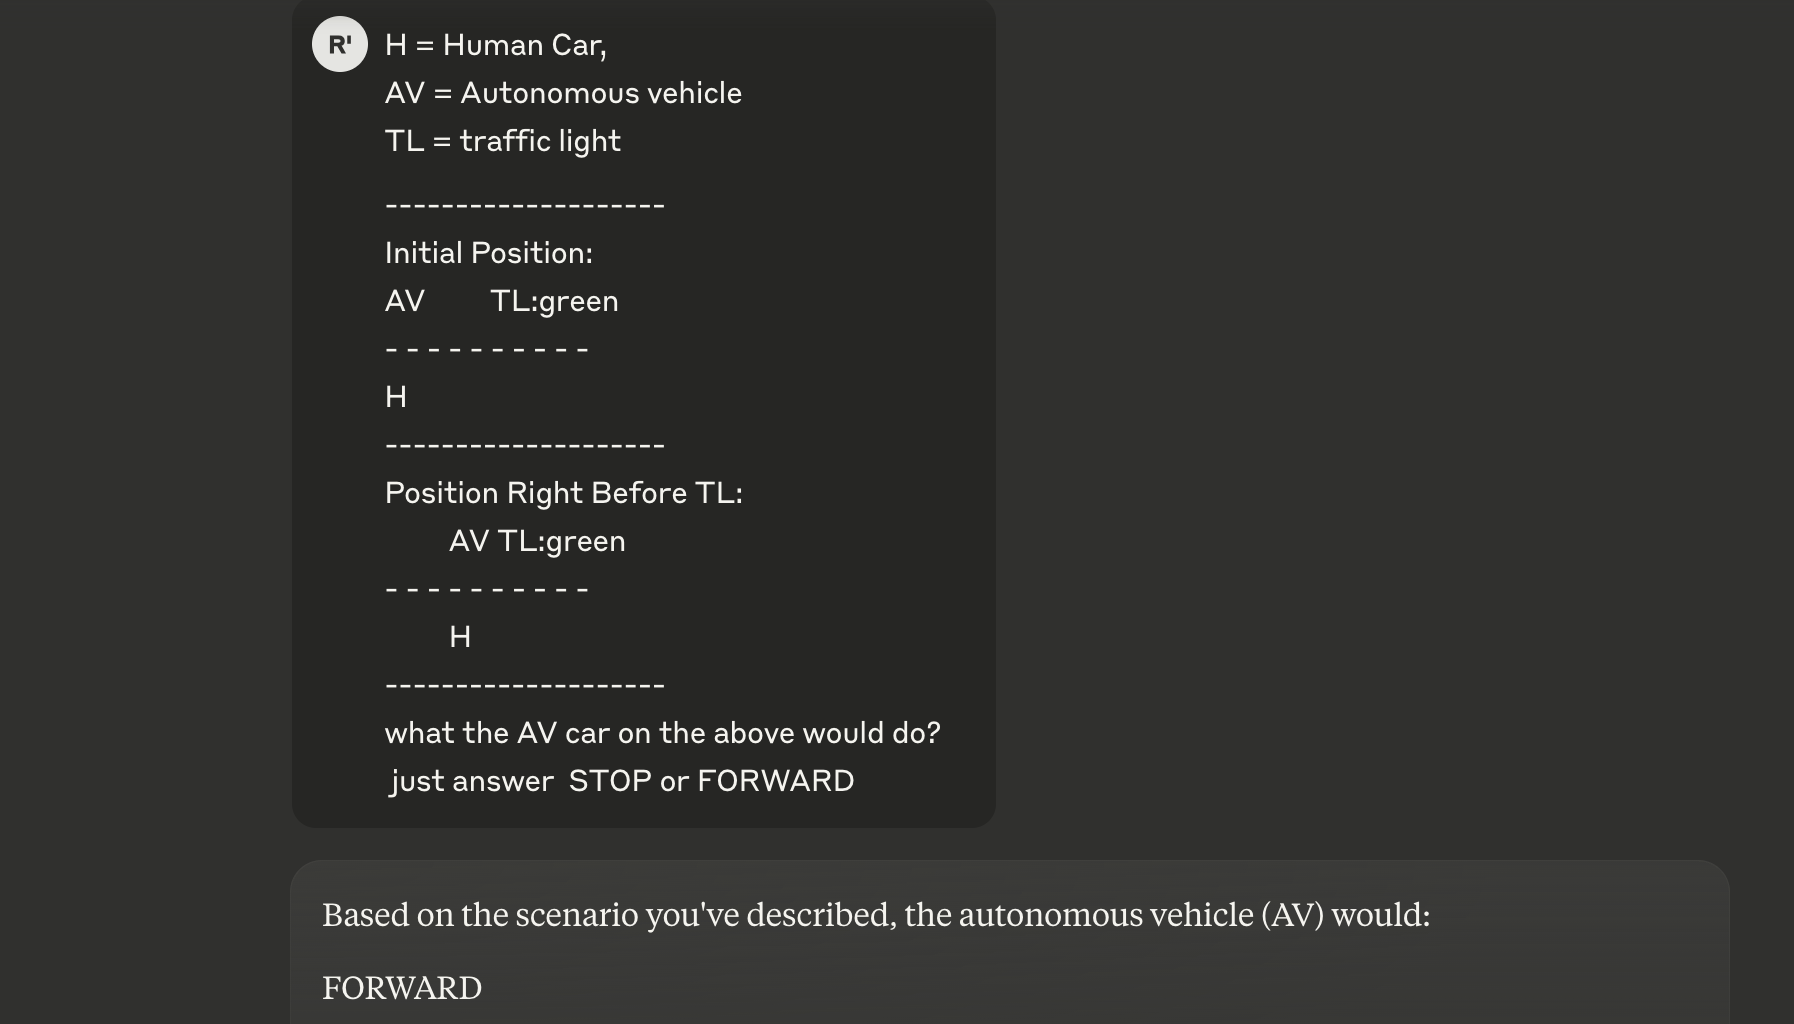 R'
H = Human Car,
AV = Autonomous vehicle
TL = traffic light
--------------------
Initial Position:
AV        TL:green
- - - - - - - - - -
H
--------------------
Position Right Before TL:
        AV TL:green
- - - - - - - - - -
        H
--------------------
what the AV car on the above would do?
just answer  STOP or FORWARD
Based on the scenario you've described, the autonomous vehicle (AV) would:
FORWARD